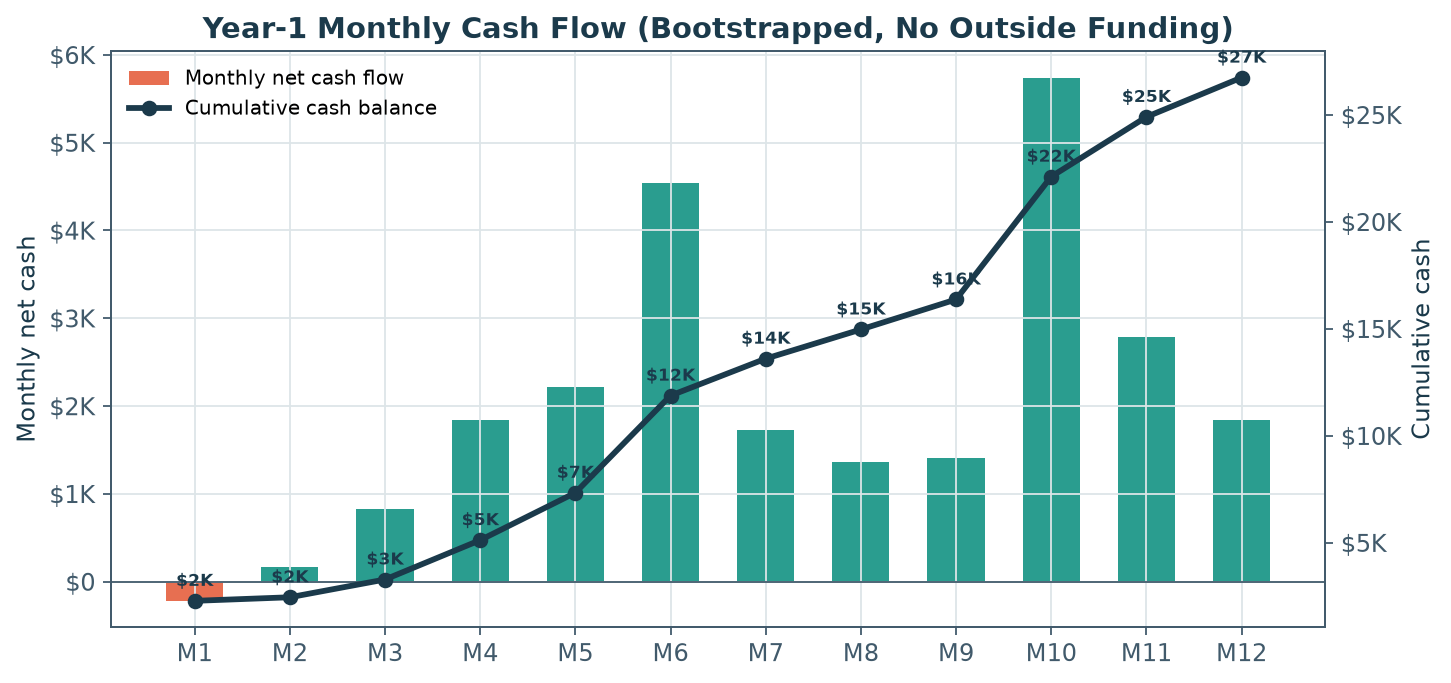 Year-1 Monthly Cash Flow (Bootstrapped, No Outside Funding)
Monthly net cash flow
Cumulative cash balance
Monthly net cash
$6K
$5K
$4K
$3K
$2K
$1K
$0
$2K
$2K
$3K
$5K
$7K
$12K
$14K
$15K
$16K
$22K
$25K
$27K
$25K
$20K
$15K
$10K
$5K
Cumulative cash
M1 M2 M3 M4 M5 M6 M7 M8 M9 M10 M11 M12